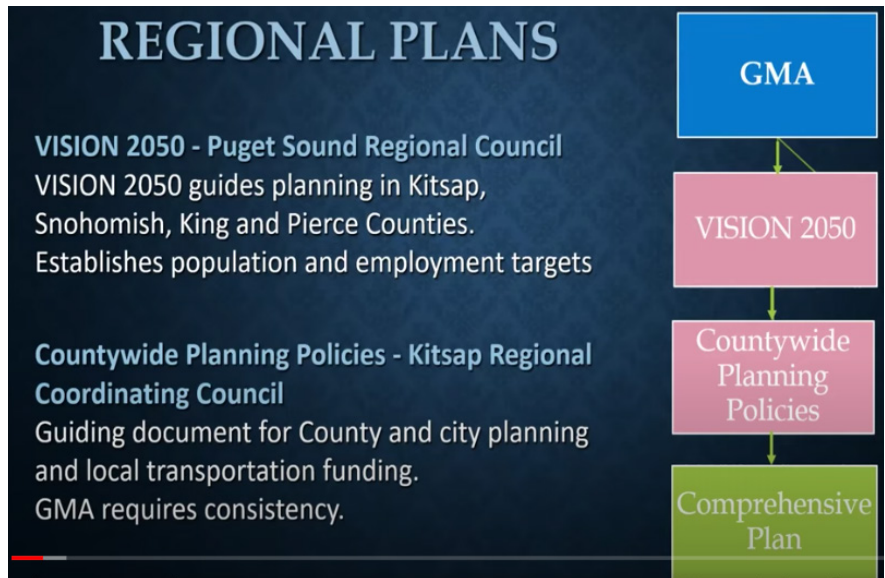 REGIONAL PLANS
VISION 2050 - Puget Sound Regional Council
VISION 2050 guides planning in Kitsap,
Snohomish, King and Pierce Counties.
Establishes population and employment targets
Countywide Planning Policies - Kitsap Regional
Coordinating Council
Guiding document for County and city planning
and local transportation funding.
GMA requires consistency.
GMA
VISION 2050
Countywide
Planning
Policies
Comprehensive
Plan